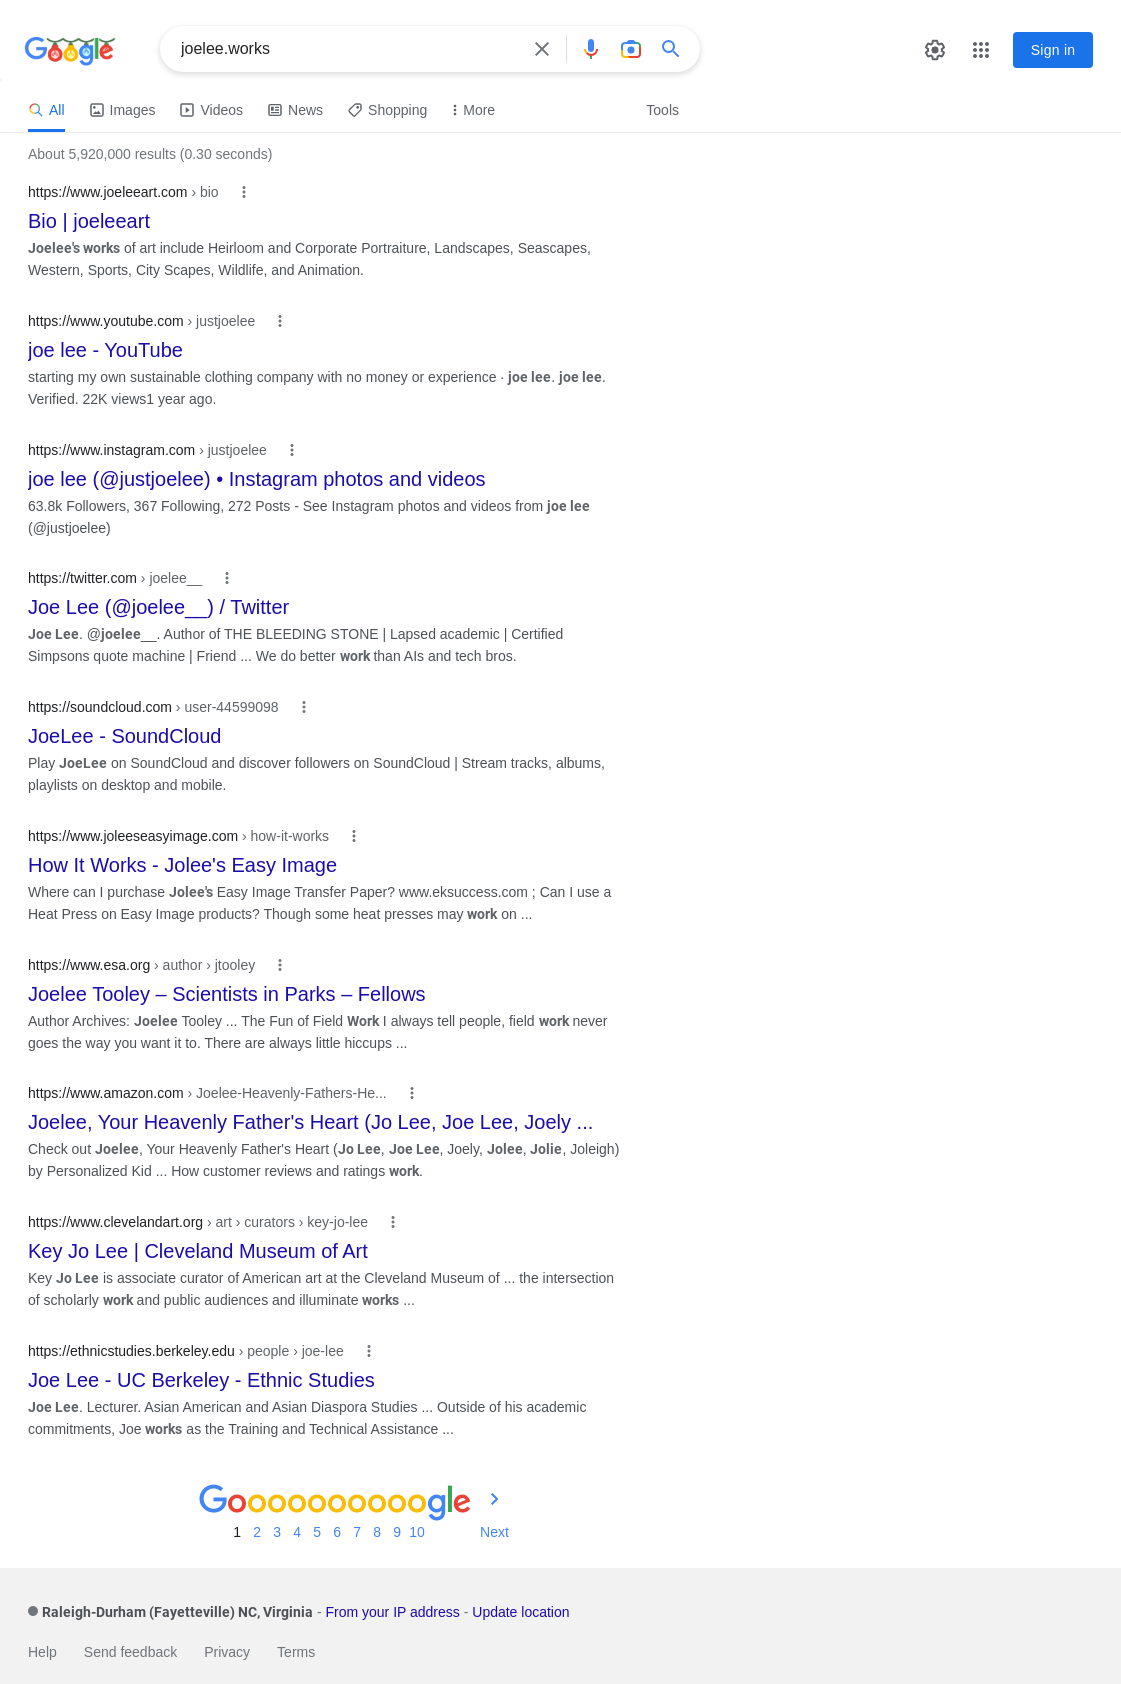 Google
joelee.works
Sign in
All Images Videos News Shopping More Tools
About 5,920,000 results (0.30 seconds)
https://www.joeleeart.com › bio
Bio | joeleeart
Joelee's works of art include Heirloom and Corporate Portraiture, Landscapes, Seascapes,
Western, Sports, City Scapes, Wildlife, and Animation.
https://www.youtube.com › justjoelee
joe lee - YouTube
starting my own sustainable clothing company with no money or experience · joe lee. joe lee.
Verified. 22K views1 year ago.
https://www.instagram.com › justjoelee
joe lee (@justjoelee) • Instagram photos and videos
63.8k Followers, 367 Following, 272 Posts - See Instagram photos and videos from joe lee
(@justjoelee)
https://twitter.com › joelee__
Joe Lee (@joelee__) / Twitter
Joe Lee. @joelee__. Author of THE BLEEDING STONE | Lapsed academic | Certified
Simpsons quote machine | Friend ... We do better work than AIs and tech bros.
https://soundcloud.com › user-44599098
JoeLee - SoundCloud
Play JoeLee on SoundCloud and discover followers on SoundCloud | Stream tracks, albums,
playlists on desktop and mobile.
https://www.joleeseasyimage.com › how-it-works
How It Works - Jolee's Easy Image
Where can I purchase Jolee's Easy Image Transfer Paper? www.eksuccess.com ; Can I use a
Heat Press on Easy Image products? Though some heat presses may work on ...
https://www.esa.org › author › jtooley
Joelee Tooley – Scientists in Parks – Fellows
Author Archives: Joelee Tooley ... The Fun of Field Work I always tell people, field work never
goes the way you want it to. There are always little hiccups ...
https://www.amazon.com › Joelee-Heavenly-Fathers-He...
Joelee, Your Heavenly Father's Heart (Jo Lee, Joe Lee, Joely ...
Check out Joelee, Your Heavenly Father's Heart (Jo Lee, Joe Lee, Joely, Jolee, Jolie, Joleigh)
by Personalized Kid ... How customer reviews and ratings work.
https://www.clevelandart.org › art › curators › key-jo-lee
Key Jo Lee | Cleveland Museum of Art
Key Jo Lee is associate curator of American art at the Cleveland Museum of ... the intersection
of scholarly work and public audiences and illuminate works ...
https://ethnicstudies.berkeley.edu › people › joe-lee
Joe Lee - UC Berkeley - Ethnic Studies
Joe Lee. Lecturer. Asian American and Asian Diaspora Studies ... Outside of his academic
commitments, Joe works as the Training and Technical Assistance ...
Goooooooooogle
1 2 3 4 5 6 7 8 9 10 Next
Raleigh-Durham (Fayetteville) NC, Virginia - From your IP address - Update location
Help Send feedback Privacy Terms